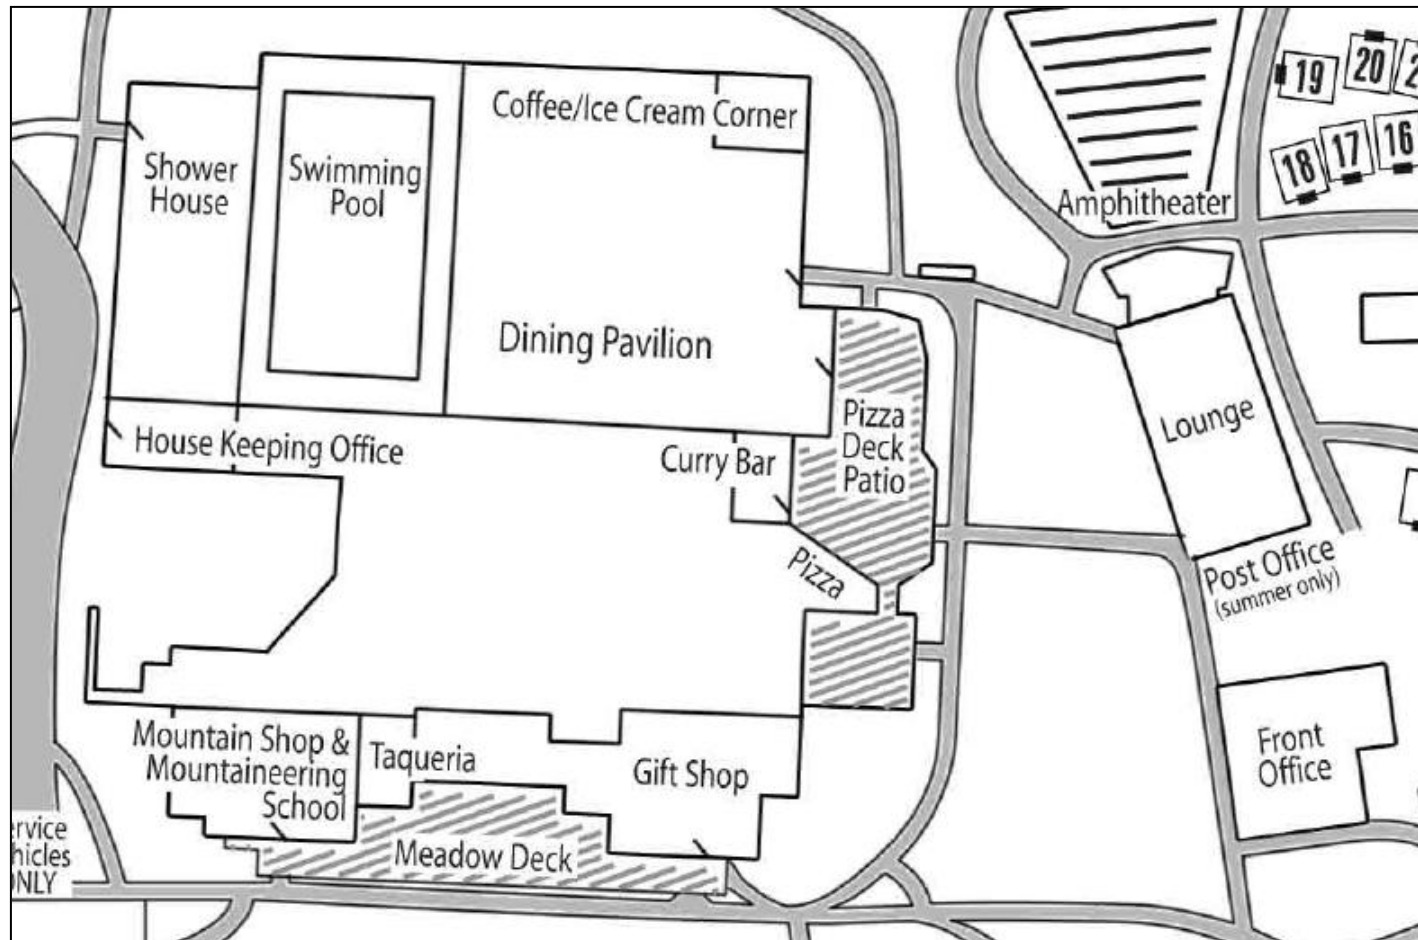 19
20
18
17
16
Coffee/Ice Cream Corner
Shower
House
Swimming
Pool
Amphitheater
Dining Pavilion
Pizza
Deck
Patio
Lounge
House Keeping Office
Curry Bar
Pizza
Post Office
(summer only)
Mountain Shop &
Mountaineering
School
Taqueria
Gift Shop
Front
Office
Meadow Deck
ONLY